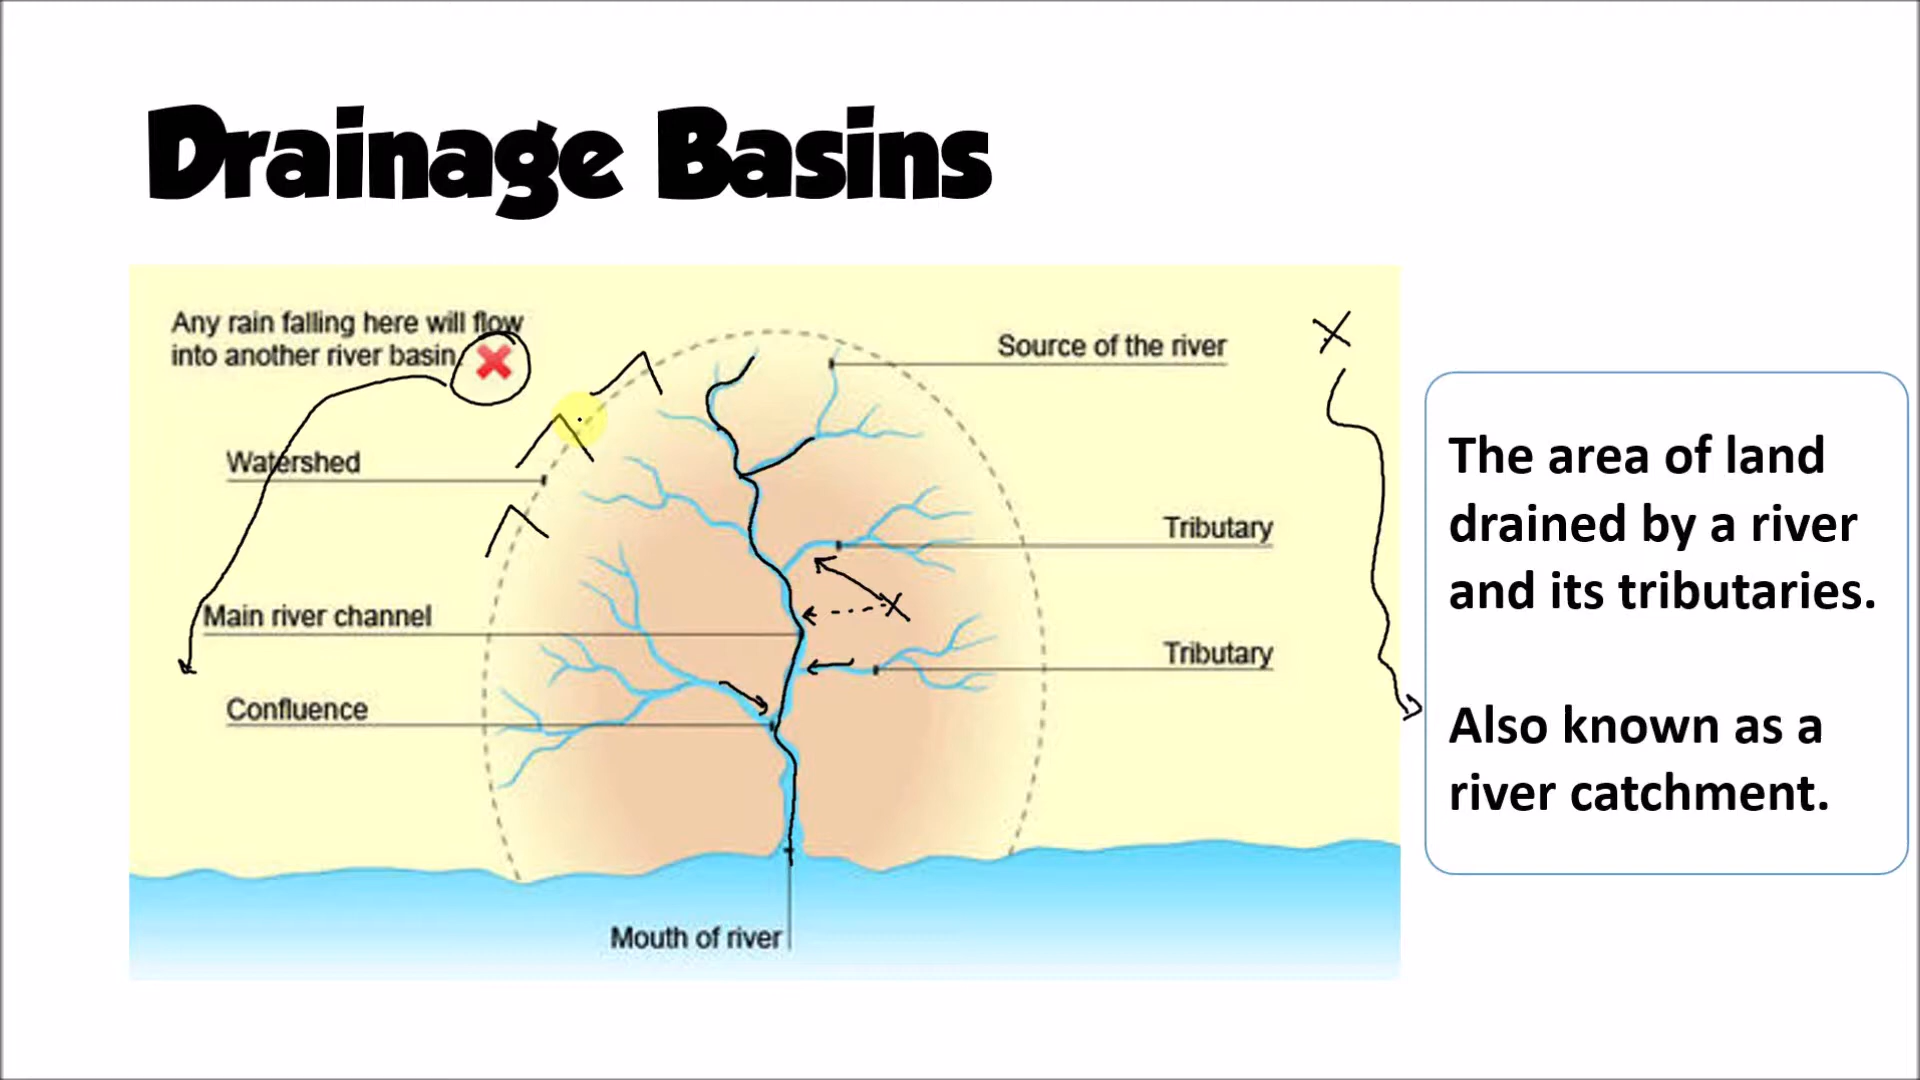 Drainage Basins
Any rain falling here will flow
into another river basin
Source of the river
Watershed
Tributary
Main river channel
Tributary
Confluence
Mouth of river
The area of land
drained by a river
and its tributaries.
Also known as a
river catchment.